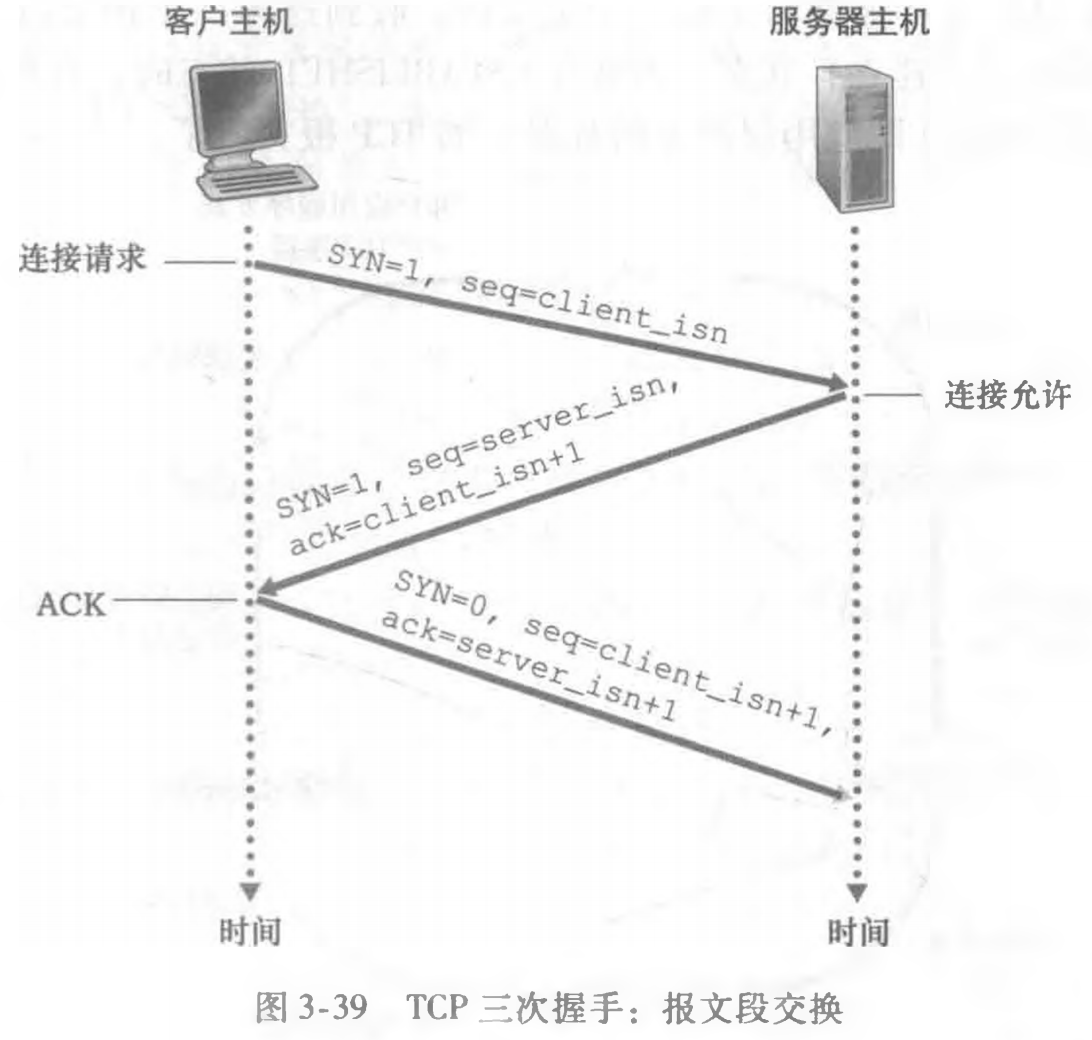 客户主机
服务器主机
连接请求
SYN=1, seq=client_isn
连接允许
SYN=1, seq=server_isn,
ack=client_isn+1
ACK
SYN=0, seq=client_isn+1,
ack=server_isn+1
时间
时间
图 3-39 TCP 三次握手：报文段交换